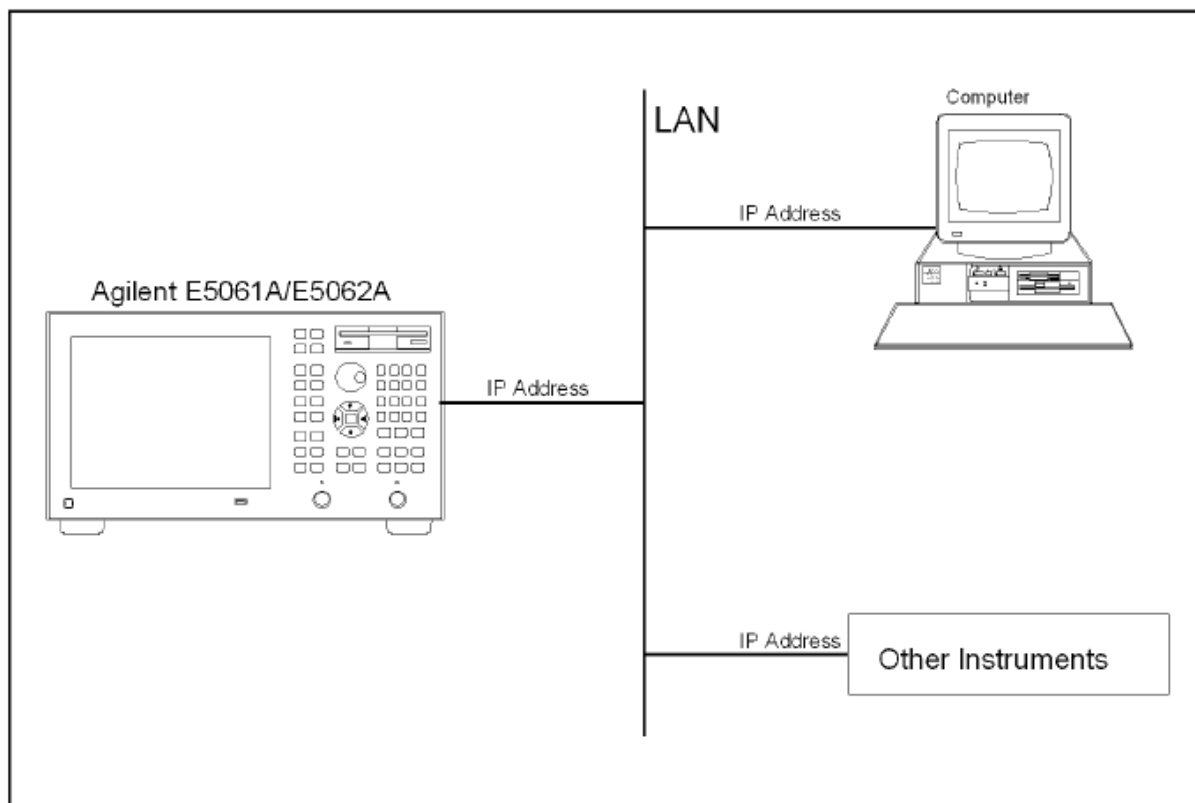 Computer
LAN
IP Address
Agilent E5061A/E5062A
IP Address
IP Address
Other Instruments